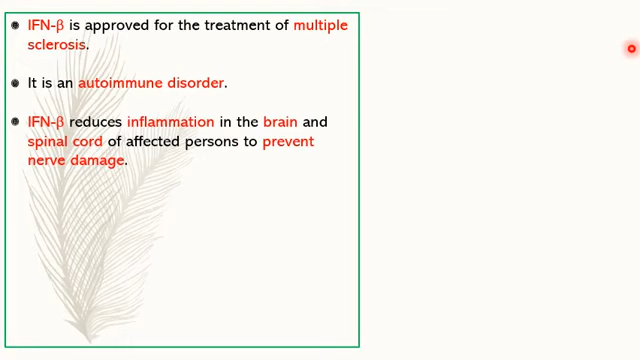 IFN-β is approved for the treatment of multiple
sclerosis.
It is an autoimmune disorder.
IFN-β reduces inflammation in the brain and
spinal cord of affected persons to prevent
nerve damage.